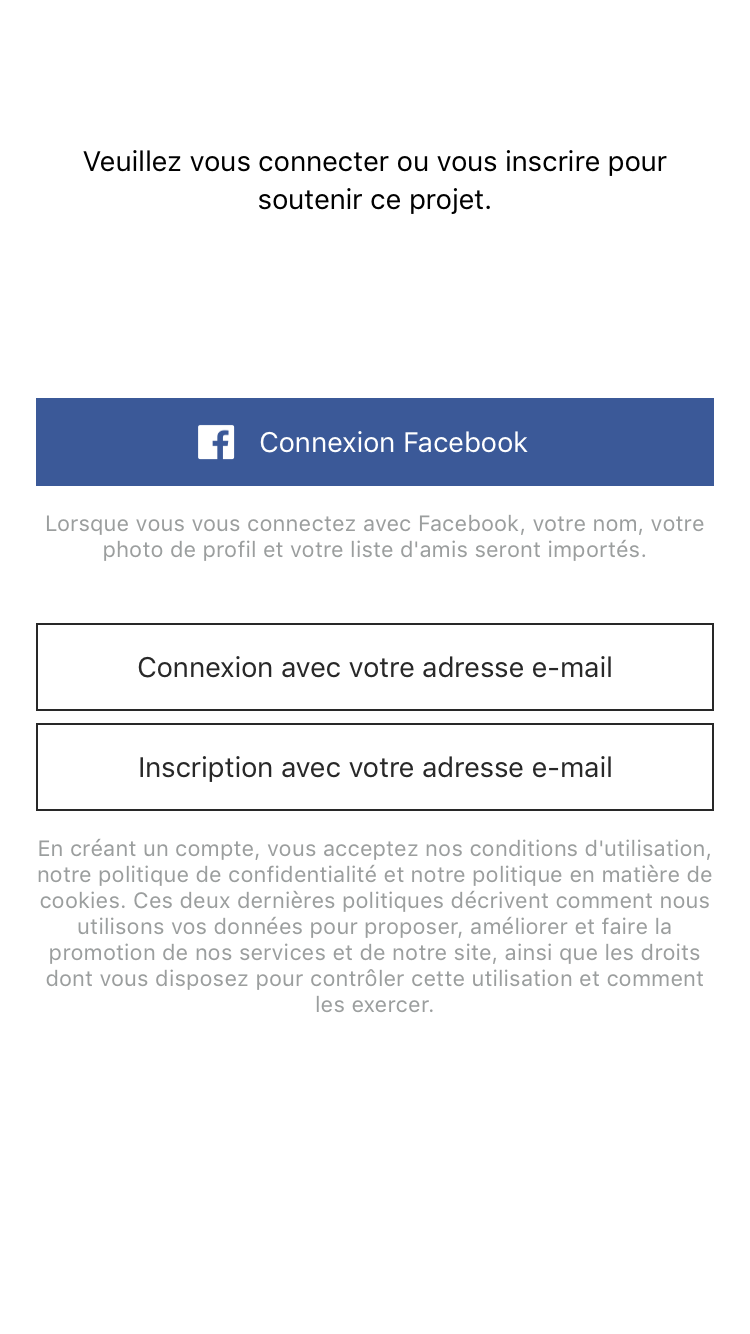 Veuillez vous connecter ou vous inscrire pour
soutenir ce projet.
Connexion Facebook
Lorsque vous vous connectez avec Facebook, votre nom, votre
photo de profil et votre liste d'amis seront importés.
Connexion avec votre adresse e-mail
Inscription avec votre adresse e-mail
En créant un compte, vous acceptez nos conditions d'utilisation,
notre politique de confidentialité et notre politique en matière de
cookies. Ces deux dernières politiques décrivent comment nous
utilisons vos données pour proposer, améliorer et faire la
promotion de nos services et de notre site, ainsi que les droits
dont vous disposez pour contrôler cette utilisation et comment
les exercer.